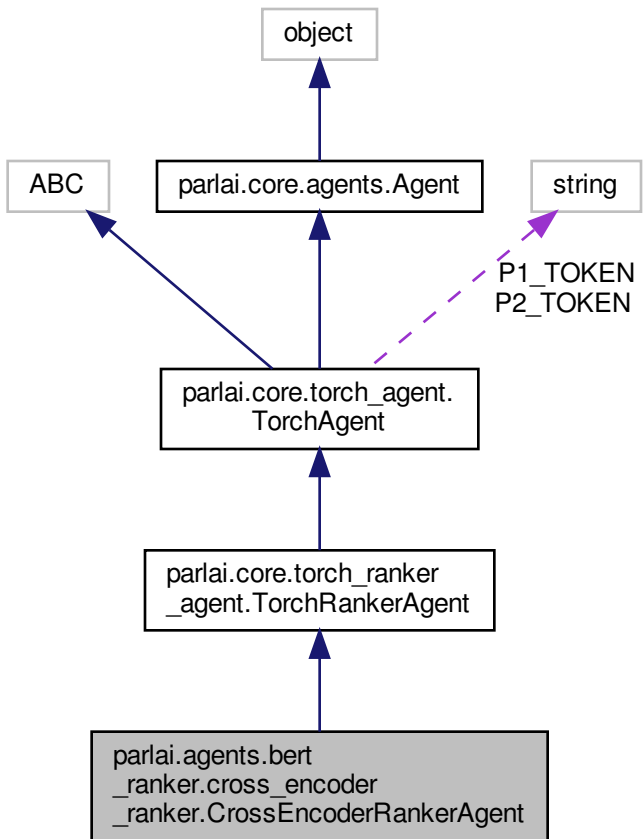 object
ABC
parlai.core.agents.Agent
string
P1_TOKEN
P2_TOKEN
parlai.core.torch_agent.
TorchAgent
parlai.core.torch_ranker
_agent.TorchRankerAgent
parlai.agents.bert
_ranker.cross_encoder
_ranker.CrossEncoderRankerAgent